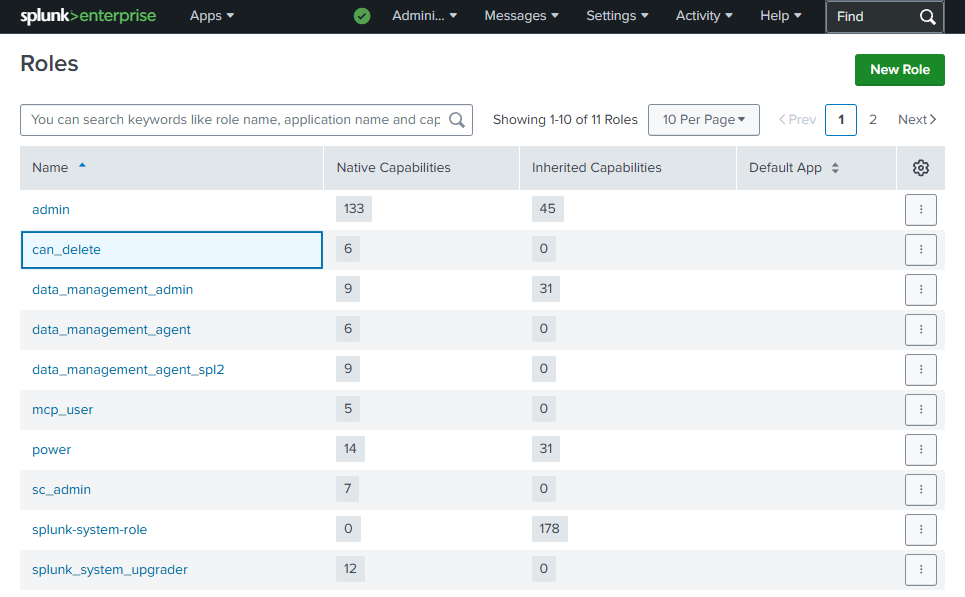 splunk>enterprise Apps Admini... Messages Settings Activity Help Find
Roles
New Role
You can search keywords like role name, application name and cap Showing 1-10 of 11 Roles 10 Per Page Prev 1 2 Next
Name Native Capabilities Inherited Capabilities Default App
admin 133 45
can_delete 6 0
data_management_admin 9 31
data_management_agent 6 0
data_management_agent_spl2 9 0
mcp_user 5 0
power 14 31
sc_admin 7 0
splunk-system-role 0 178
splunk_system_upgrader 12 0